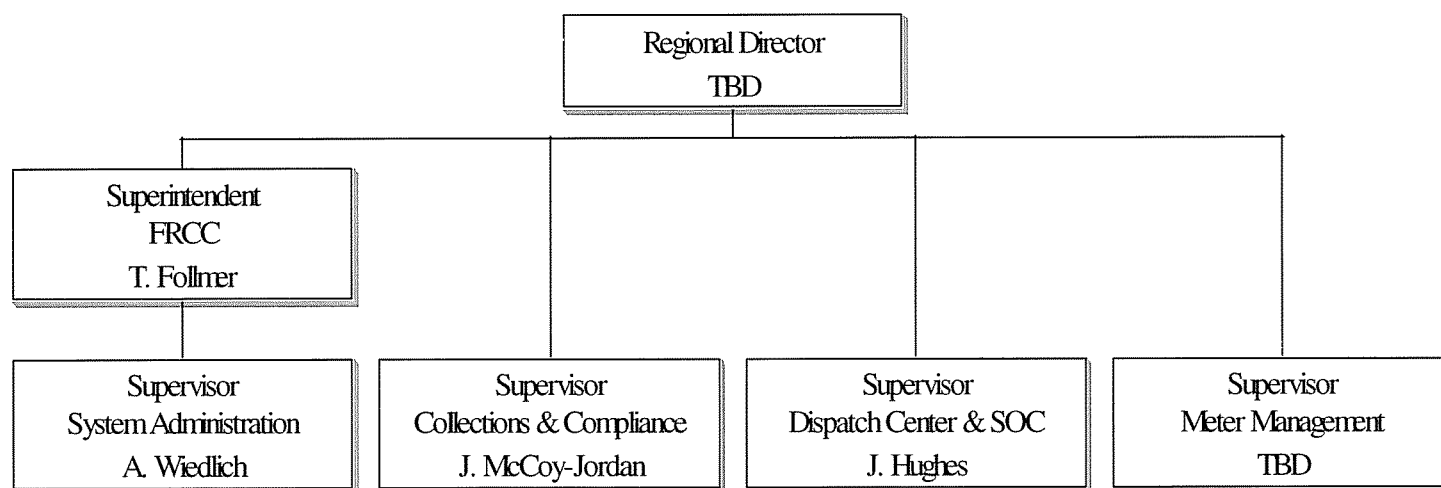 Regional Director
TBD
Superintendent
FRCC
T. Follmer
Supervisor
System Administration
A. Wiedlich
Supervisor
Collections & Compliance
J. McCoy-Jordan
Supervisor
Dispatch Center & SOC
J. Hughes
Supervisor
Meter Management
TBD